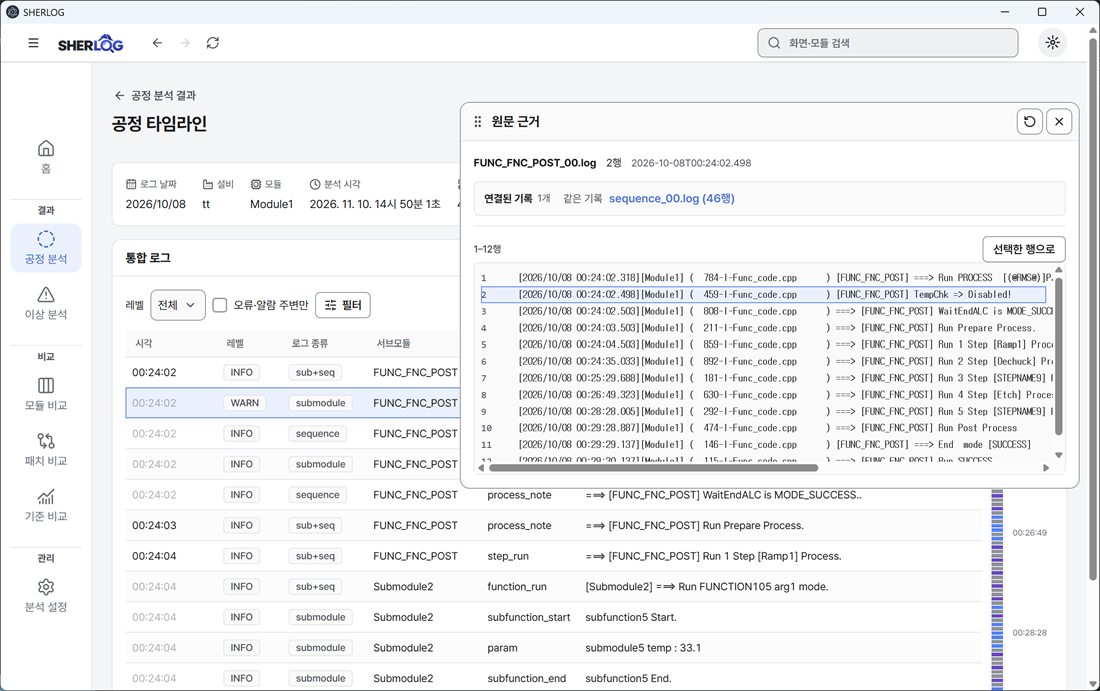 SHERLOG
SHERLOG
화면·모듈 검색
홈
결과
공정 분석
이상 분석
비교
모듈 비교
패치 비교
기준 비교
관리
분석 설정
공정 분석 결과
공정 타임라인
로그 날짜 설비 모듈 분석 시각
2026/10/08 tt Module1 2026. 11. 10. 14시 50분 1초
통합 로그
레벨 전체 오류·알람 주변만 필터
시각 레벨 로그 종류 서브모듈
00:24:02 INFO sub+seq FUNC_FNC_POST
00:24:02 WARN submodule FUNC_FNC_POST
00:24:02 INFO sequence FUNC_FNC_POST
00:24:02 INFO submodule FUNC_FNC_POST
00:24:02 INFO sequence FUNC_FNC_POST process_note ===> [FUNC_FNC_POST] WaitEndALC is MODE_SUCCESS..
00:24:03 INFO sub+seq FUNC_FNC_POST process_note ===> [FUNC_FNC_POST] Run Prepare Process.
00:24:04 INFO sub+seq FUNC_FNC_POST step_run ===> [FUNC_FNC_POST] Run 1 Step [Ramp1] Process.
00:24:04 INFO sub+seq Submodule2 function_run [Submodule2] ===> Run FUNCTION105 arg1 mode.
00:24:04 INFO submodule Submodule2 subfunction_start subfunction5 Start.
00:24:04 INFO submodule Submodule2 param submodule5 temp : 33.1
00:24:04 INFO submodule Submodule2 subfunction_end subfunction5 End.
00:26:49
00:28:28
원문 근거
FUNC_FNC_POST_00.log 2행 2026-10-08T00:24:02.498
연결된 기록 1개 같은 기록 sequence_00.log (46행)
1–12행 선택한 행으로
1 [2026/10/08 00:24:02.318][Module1] ( 784-l-Func_code.cpp ) [FUNC_FNC_POST] ===> Run PROCESS [(@RMS@)]P
2 [2026/10/08 00:24:02.498][Module1] ( 459-l-Func_code.cpp ) [FUNC_FNC_POST] TempChk => Disabled!
3 [2026/10/08 00:24:02.503][Module1] ( 808-l-Func_code.cpp ) ===> [FUNC_FNC_POST] WaitEndALC is MODE_SUCC
4 [2026/10/08 00:24:03.503][Module1] ( 211-l-Func_code.cpp ) ===> [FUNC_FNC_POST] Run Prepare Process.
5 [2026/10/08 00:24:04.503][Module1] ( 859-l-Func_code.cpp ) ===> [FUNC_FNC_POST] Run 1 Step [Ramp1] Proc
6 [2026/10/08 00:24:35.033][Module1] ( 892-l-Func_code.cpp ) ===> [FUNC_FNC_POST] Run 2 Step [Dechuck] Pr
7 [2026/10/08 00:25:29.688][Module1] ( 181-l-Func_code.cpp ) ===> [FUNC_FNC_POST] Run 3 Step [STEPNAME9] P
8 [2026/10/08 00:26:49.323][Module1] ( 630-l-Func_code.cpp ) ===> [FUNC_FNC_POST] Run 4 Step [Etch] Proce
9 [2026/10/08 00:28:28.005][Module1] ( 292-l-Func_code.cpp ) ===> [FUNC_FNC_POST] Run 5 Step [STEPNAME9] P
10 [2026/10/08 00:29:28.887][Module1] ( 474-l-Func_code.cpp ) ===> [FUNC_FNC_POST] Run Post Process
11 [2026/10/08 00:29:29.137][Module1] ( 146-l-Func_code.cpp ) [FUNC_FNC_POST] ===> End mode [SUCCESS]
12 [2026/10/08 00:29:30.137][Module1] ( 115-l-Func_code.cpp ) ===> [FUNC_FNC_POST] Run SUCCESS